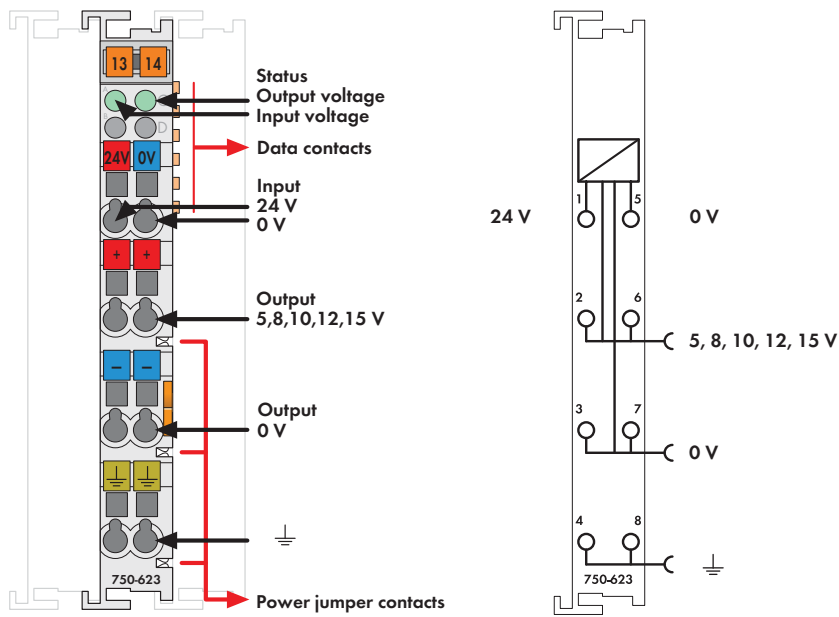 13 14
A C
B D
Status
Output voltage
Input voltage
Data contacts
24V 0V
Input
24 V
0 V
+ +
Output
5,8,10,12,15 V
– –
Output
0 V
750-623
Power jumper contacts
1 5
24 V 0 V
2 6
5, 8, 10, 12, 15 V
3 7
0 V
4 8
750-623